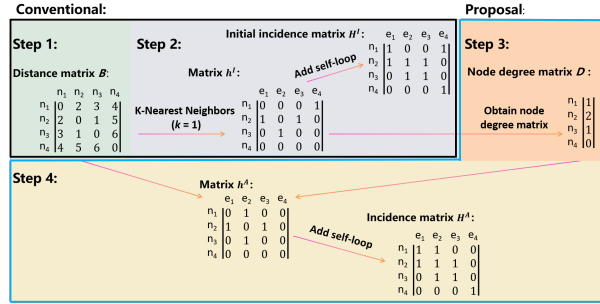 Conventional:
Proposal:
Step 1:
Distance matrix B:
n1 n2 n3 n4
n1 0 2 3 4
n2 2 0 1 5
n3 3 1 0 6
n4 4 5 6 0
Step 2:
K-Nearest Neighbors
(k = 1)
Matrix h^I:
e1 e2 e3 e4
n1 0 0 0 1
n2 1 0 1 0
n3 0 1 0 0
n4 0 0 0 0
Add self-loop
Initial incidence matrix H^I:
e1 e2 e3 e4
n1 1 0 0 1
n2 1 1 1 0
n3 0 1 1 0
n4 0 0 0 1
Step 3:
Node degree matrix D :
Obtain node
degree matrix
n1 1
n2 2
n3 1
n4 0
Step 4:
Matrix h^A:
e1 e2 e3 e4
n1 0 1 0 0
n2 1 0 1 0
n3 0 1 0 0
n4 0 0 0 0
Add self-loop
Incidence matrix H^A:
e1 e2 e3 e4
n1 1 1 0 0
n2 1 1 1 0
n3 0 1 1 0
n4 0 0 0 1